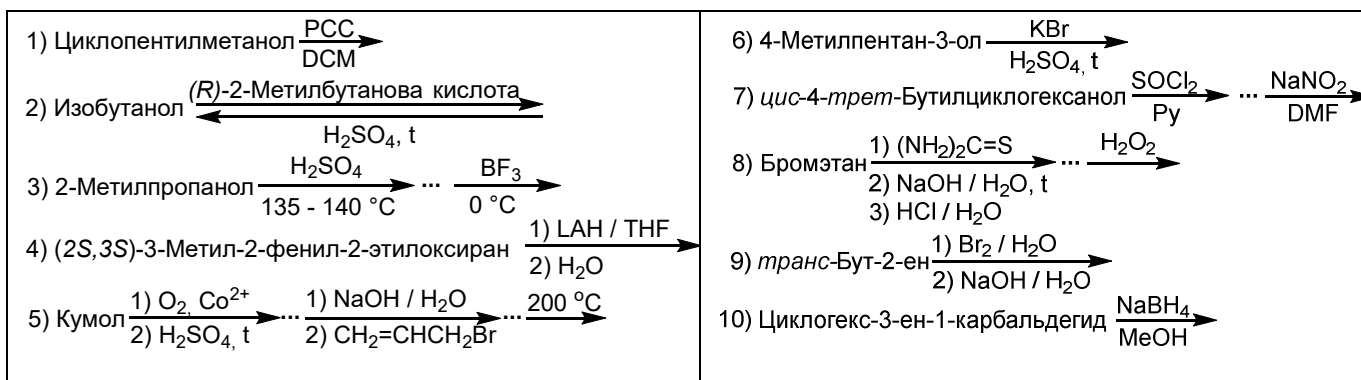 1) Циклопентилметанол PCC DCM
2) Изобутанол (R)-2-Метилбутанова кислота H2SO4, t
3) 2-Метилпропанол H2SO4 135 - 140 °C ... BF3 0 °C
4) (2S,3S)-3-Метил-2-фенил-2-этилоксиран 1) LAH / THF 2) H2O
5) Кумол 1) O2, Co2+ 2) H2SO4, t ... 1) NaOH / H2O 2) CH2=CHCH2Br ... 200 °C
6) 4-Метилпентан-3-ол KBr H2SO4, t
7) цис-4-трет-Бутилциклогексанол SOCl2 Py ... NaNO2 DMF
8) Бромэтан 1) (NH2)2C=S 2) NaOH / H2O, t 3) HCl / H2O ... H2O2
9) транс-Бут-2-ен 1) Br2 / H2O 2) NaOH / H2O
10) Циклогекс-3-ен-1-карбальдегид NaBH4 MeOH